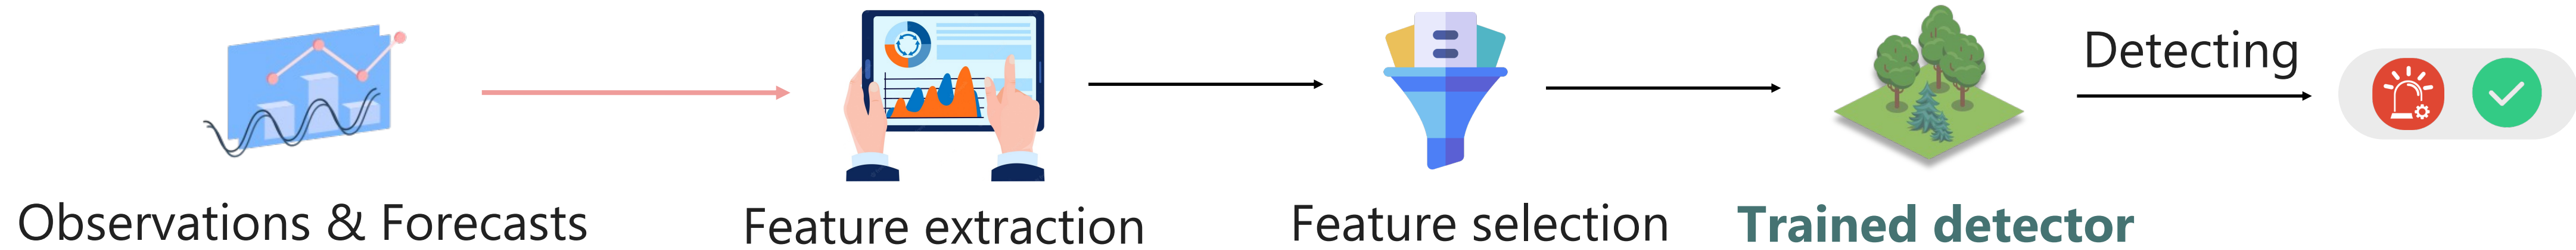 Detecting
Observations & Forecasts
Feature extraction
Feature selection
Trained detector